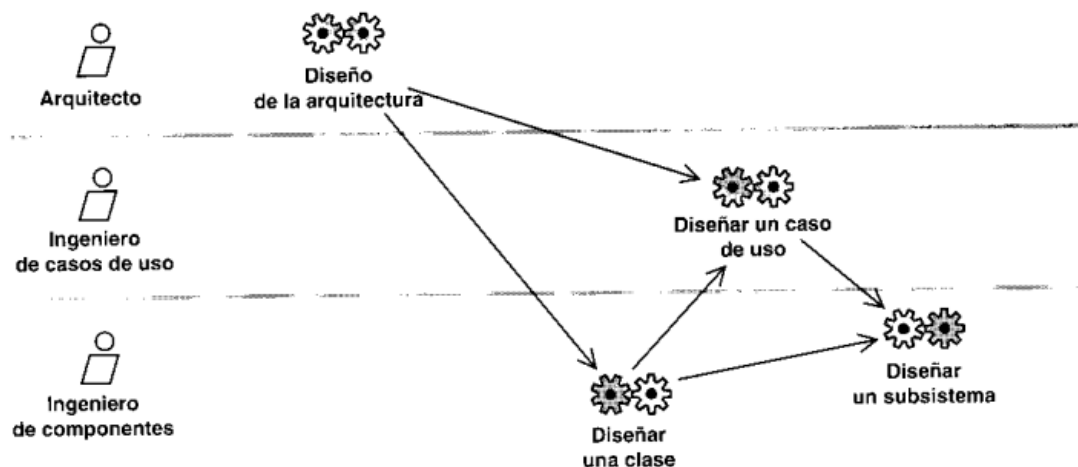 Arquitecto
Diseño
de la arquitectura
Ingeniero
de casos de uso
Diseñar un caso
de uso
Ingeniero
de componentes
Diseñar
una clase
Diseñar
un subsistema